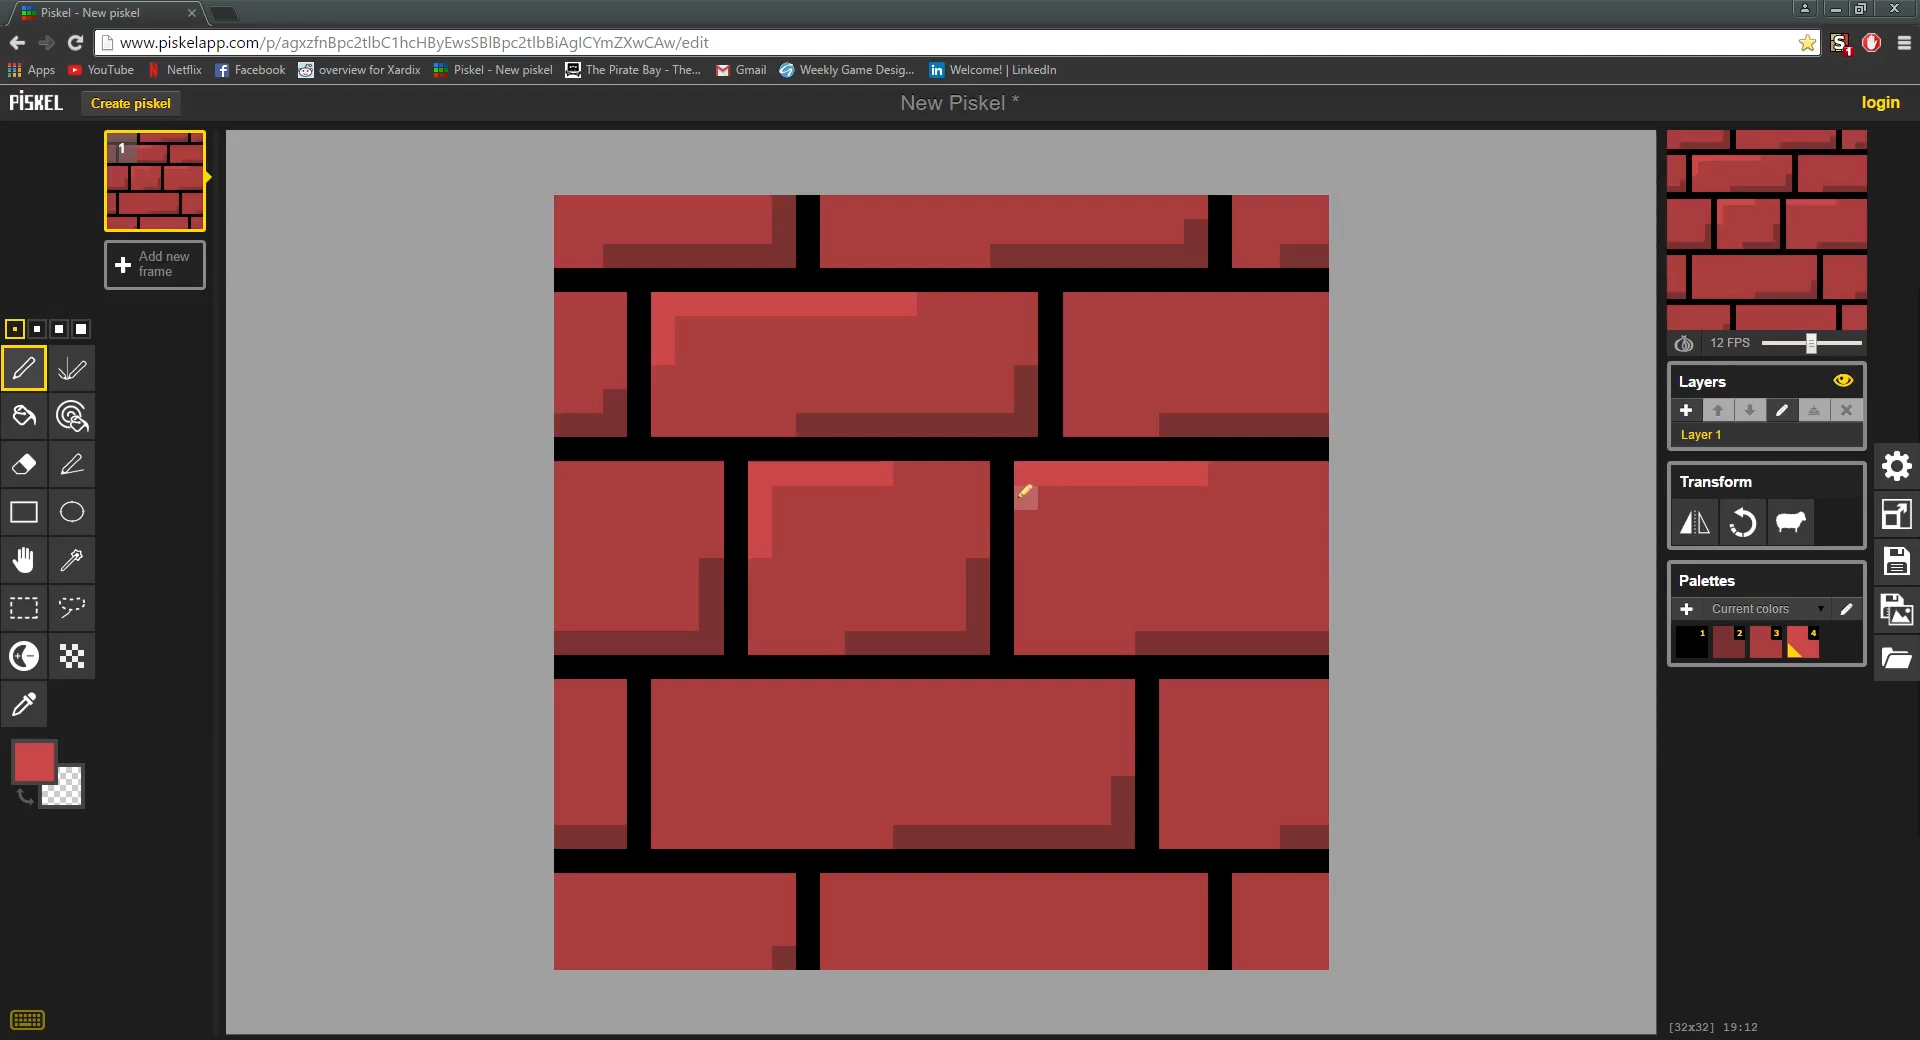 Piskel - New piskel
www.piskelapp.com/p/agxzfnBpc2tlbC1hcHByEwsSBlBpc2tlbBiAgICYmZXwCAw/edit
Apps YouTube Netflix Facebook overview for Xardix Piskel - New piskel The Pirate Bay - The... Gmail Weekly Game Desig... Welcome! | LinkedIn
PiSKEL Create piskel New Piskel * login
1
Add new
frame
12 FPS
Layers
Layer 1
Transform
Palettes
Current colors
1 2 3 4
[32x32] 19:12